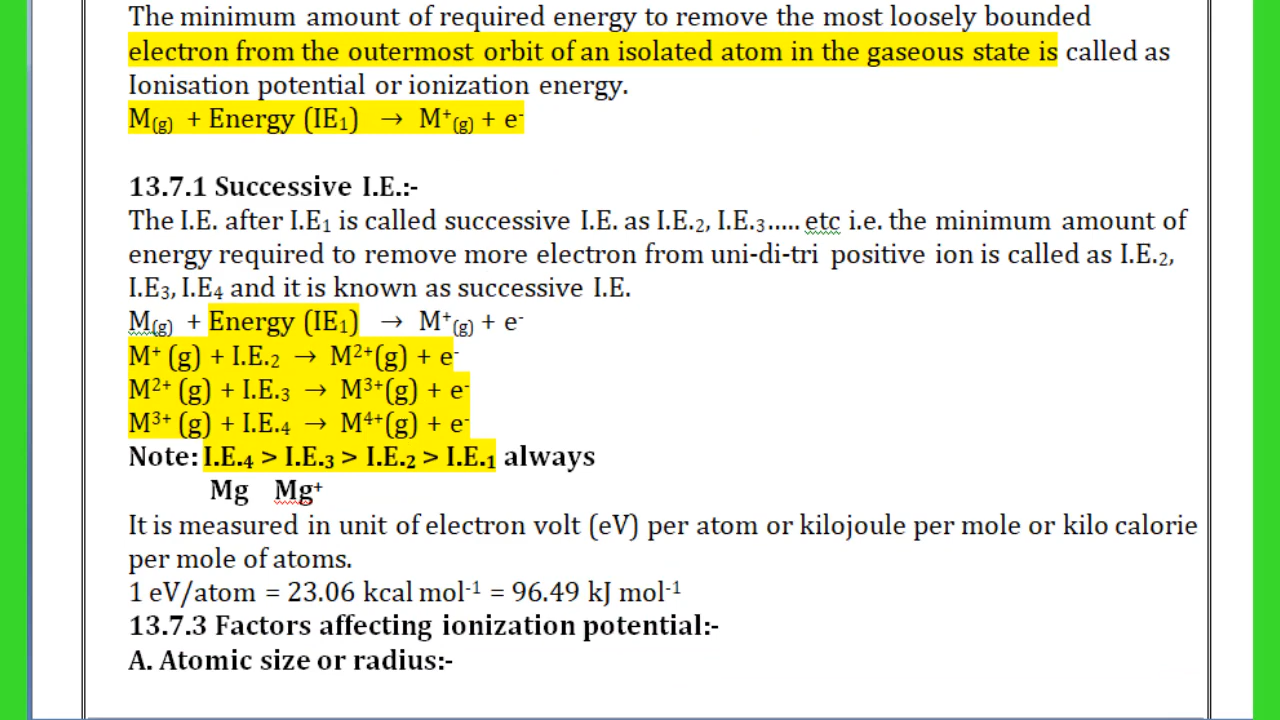 The minimum amount of required energy to remove the most loosely bounded
electron from the outermost orbit of an isolated atom in the gaseous state is called as
Ionisation potential or ionization energy.
M(g) + Energy (IE₁) → M⁺(g) + e⁻
13.7.1 Successive I.E.:-
The I.E. after I.E₁ is called successive I.E. as I.E.₂, I.E.₃..... etc i.e. the minimum amount of
energy required to remove more electron from uni-di-tri positive ion is called as I.E.₂,
I.E₃, I.E₄ and it is known as successive I.E.
M(g) + Energy (IE₁) → M⁺(g) + e⁻
M⁺ (g) + I.E.₂ → M²⁺(g) + e⁻
M²⁺ (g) + I.E.₃ → M³⁺(g) + e⁻
M³⁺ (g) + I.E.₄ → M⁴⁺(g) + e⁻
Note: I.E.₄ > I.E.₃ > I.E.₂ > I.E.₁ always
Mg Mg⁺
It is measured in unit of electron volt (eV) per atom or kilojoule per mole or kilo calorie
per mole of atoms.
1 eV/atom = 23.06 kcal mol⁻¹ = 96.49 kJ mol⁻¹
13.7.3 Factors affecting ionization potential:-
A. Atomic size or radius:-